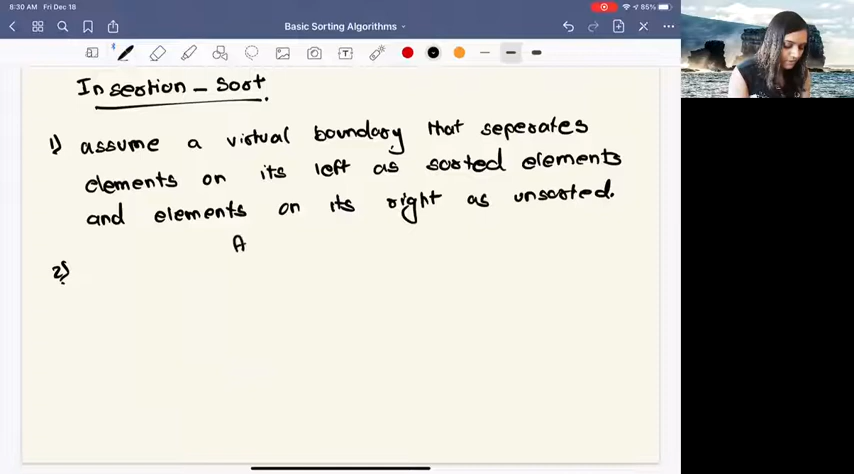 8:30 AM Fri Dec 18
85%
Basic Sorting Algorithms
T
Insertion - Sort
1) assume a virtual boundary that seperates
elements on its left as sorted elements
and elements on its right as unsorted.
A
2)